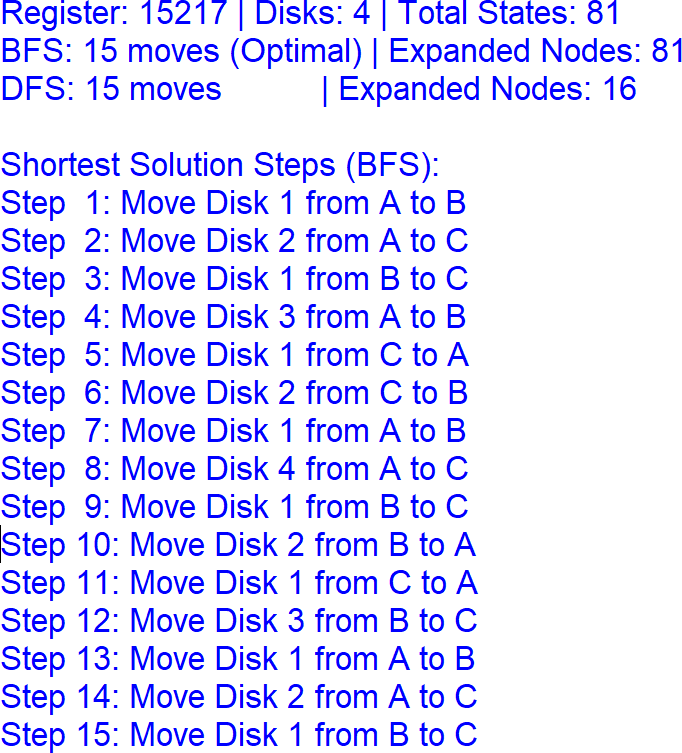 Register: 15217 | Disks: 4 | Total States: 81
BFS: 15 moves (Optimal) | Expanded Nodes: 81
DFS: 15 moves           | Expanded Nodes: 16

Shortest Solution Steps (BFS):
Step  1: Move Disk 1 from A to B
Step  2: Move Disk 2 from A to C
Step  3: Move Disk 1 from B to C
Step  4: Move Disk 3 from A to B
Step  5: Move Disk 1 from C to A
Step  6: Move Disk 2 from C to B
Step  7: Move Disk 1 from A to B
Step  8: Move Disk 4 from A to C
Step  9: Move Disk 1 from B to C
Step 10: Move Disk 2 from B to A
Step 11: Move Disk 1 from C to A
Step 12: Move Disk 3 from B to C
Step 13: Move Disk 1 from A to B
Step 14: Move Disk 2 from A to C
Step 15: Move Disk 1 from B to C